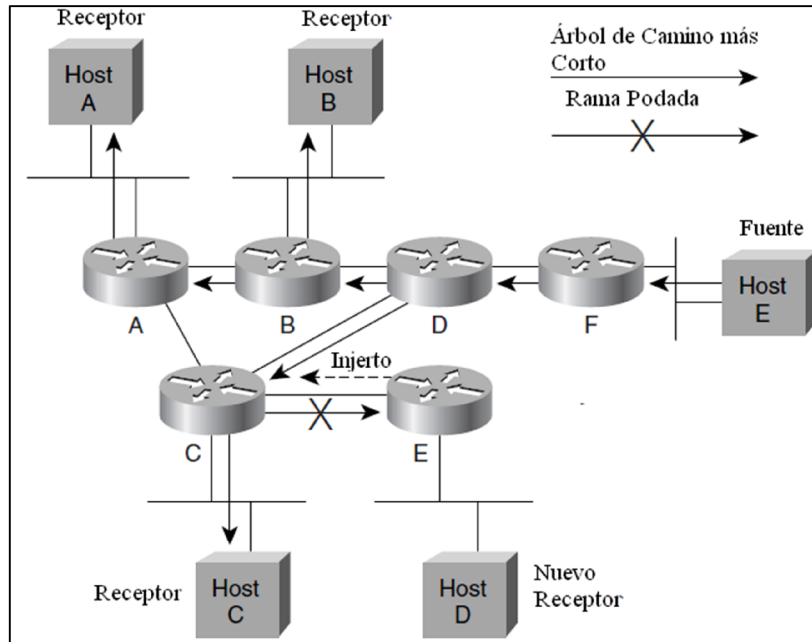 Receptor
Receptor
Host
A
Host
B
Árbol de Camino más
Corto
Rama Podada
X
Fuente
Host
E
A
B
D
F
Injerto
X
C
E
Receptor
Host
C
Host
D
Nuevo
Receptor